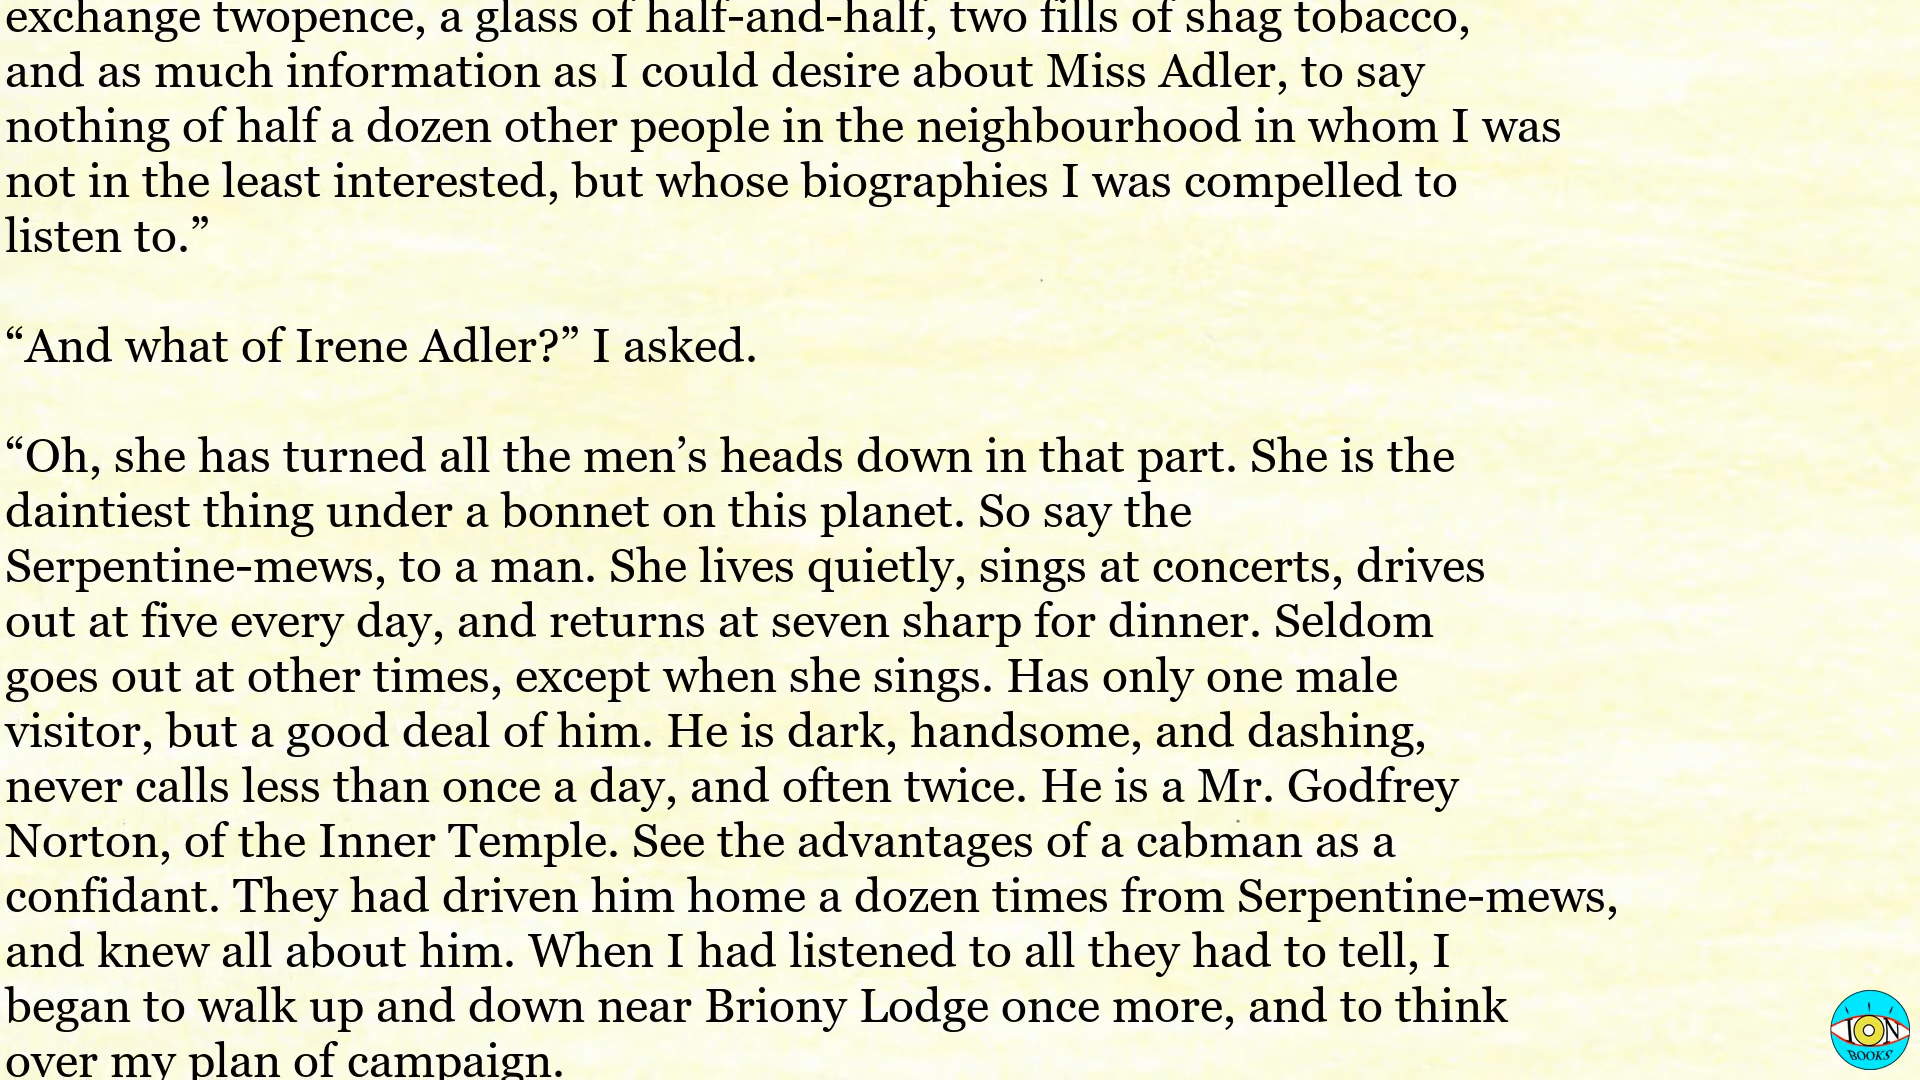 exchange twopence, a glass of half-and-half, two fills of shag tobacco,
and as much information as I could desire about Miss Adler, to say
nothing of half a dozen other people in the neighbourhood in whom I was
not in the least interested, but whose biographies I was compelled to
listen to.”
“And what of Irene Adler?” I asked.
“Oh, she has turned all the men’s heads down in that part. She is the
daintiest thing under a bonnet on this planet. So say the
Serpentine-mews, to a man. She lives quietly, sings at concerts, drives
out at five every day, and returns at seven sharp for dinner. Seldom
goes out at other times, except when she sings. Has only one male
visitor, but a good deal of him. He is dark, handsome, and dashing,
never calls less than once a day, and often twice. He is a Mr. Godfrey
Norton, of the Inner Temple. See the advantages of a cabman as a
confidant. They had driven him home a dozen times from Serpentine-mews,
and knew all about him. When I had listened to all they had to tell, I
began to walk up and down near Briony Lodge once more, and to think
over my plan of campaign.
ION
BOOKS